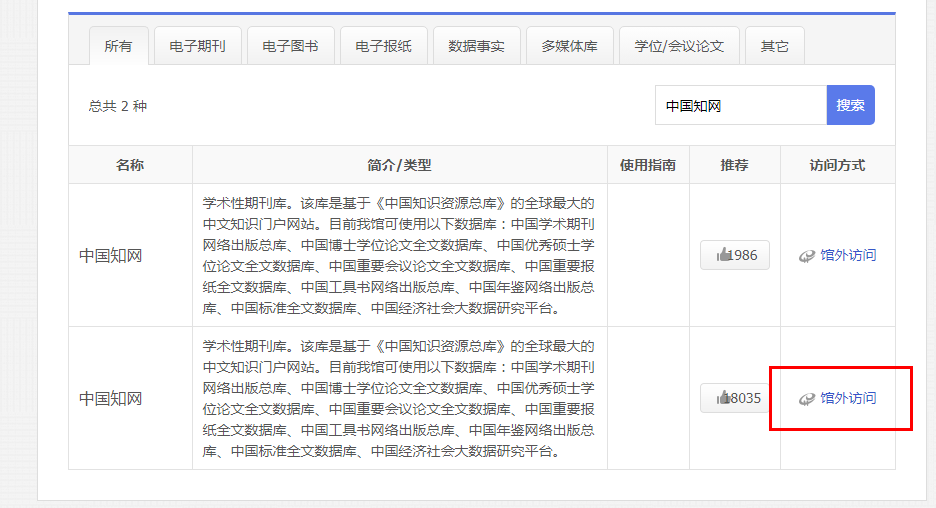 所有 电子期刊 电子图书 电子报纸 数据事实 多媒体库 学位/会议论文 其它
总共 2 种 中国知网 搜索
名称 简介/类型 使用指南 推荐 访问方式
学术性期刊库。该库是基于《中国知识资源总库》的全球最大的
中文知识门户网站。目前我馆可使用以下数据库：中国学术期刊
网络出版总库、中国博士学位论文全文数据库、中国优秀硕士学
中国知网 位论文全文数据库、中国重要会议论文全文数据库、中国重要报 1986 馆外访问
纸全文数据库、中国工具书网络出版总库、中国年鉴网络出版总
库、中国标准全文数据库、中国经济社会大数据研究平台。
学术性期刊库。该库是基于《中国知识资源总库》的全球最大的
中文知识门户网站。目前我馆可使用以下数据库：中国学术期刊
网络出版总库、中国博士学位论文全文数据库、中国优秀硕士学
中国知网 位论文全文数据库、中国重要会议论文全文数据库、中国重要报 18035 馆外访问
纸全文数据库、中国工具书网络出版总库、中国年鉴网络出版总
库、中国标准全文数据库、中国经济社会大数据研究平台。